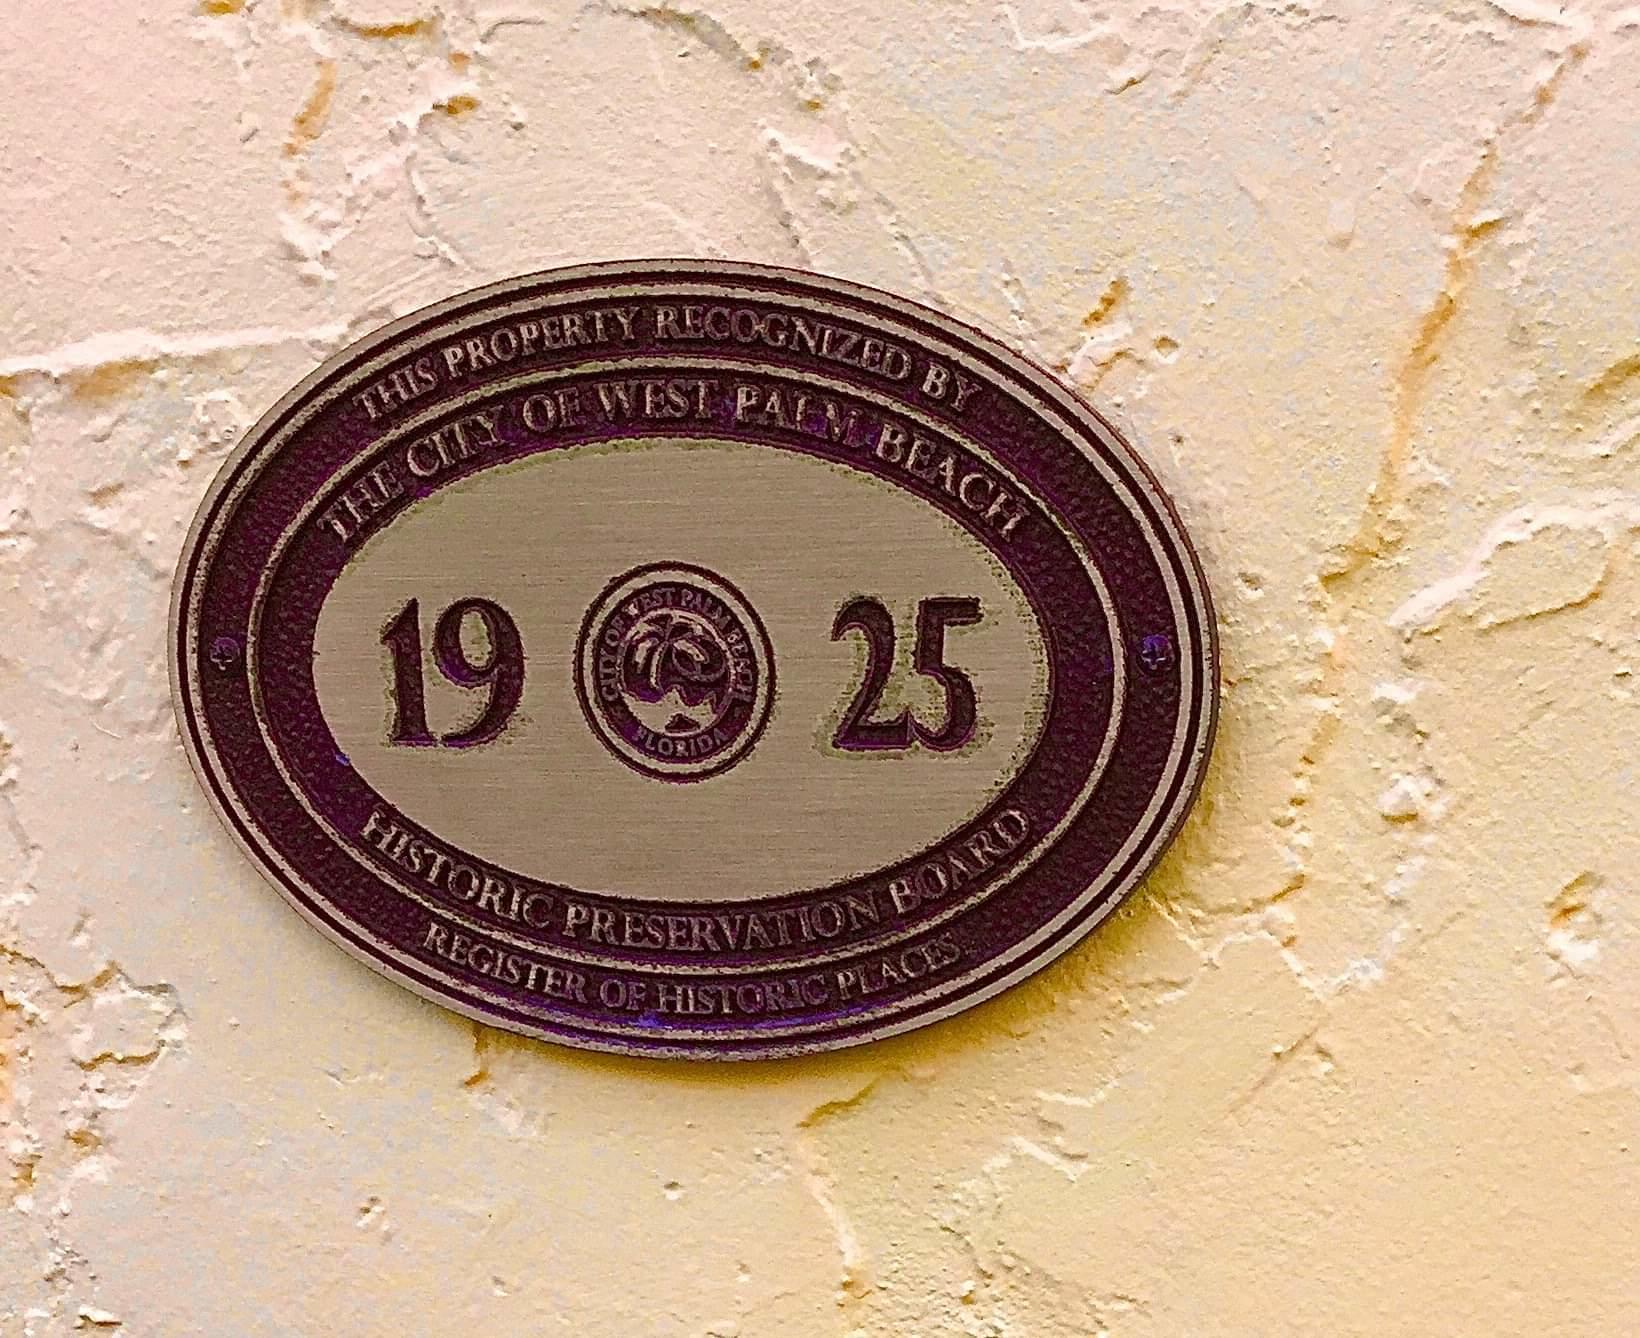 THIS PROPERTY RECOGNIZED BY
THE CITY OF WEST PALM BEACH
19 25
CITY OF WEST PALM BEACH
FLORIDA
HISTORIC PRESERVATION BOARD
REGISTER OF HISTORIC PLACES